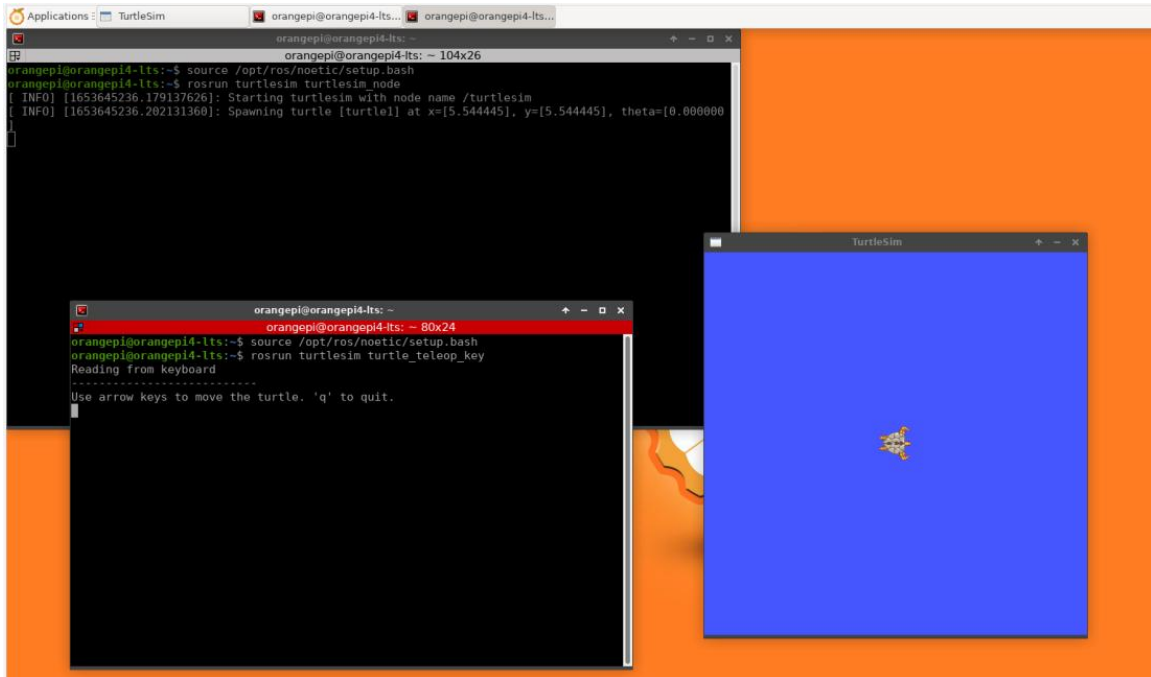 Applications TurtleSim orangepi@orangepi4-lts... orangepi@orangepi4-lts...
orangepi@orangepi4-lts: ~
orangepi@orangepi4-lts: ~ 104x26
orangepi@orangepi4-lts:~$ source /opt/ros/noetic/setup.bash
orangepi@orangepi4-lts:~$ rosrun turtlesim turtlesim_node
[ INFO] [1653645236.179137626]: Starting turtlesim with node name /turtlesim
[ INFO] [1653645236.202131360]: Spawning turtle [turtle1] at x=[5.544445], y=[5.544445], theta=[0.000000
]
TurtleSim
orangepi@orangepi4-lts: ~
orangepi@orangepi4-lts: ~ 80x24
orangepi@orangepi4-lts:~$ source /opt/ros/noetic/setup.bash
orangepi@orangepi4-lts:~$ rosrun turtlesim turtle_teleop_key
Reading from keyboard
---------------------------
Use arrow keys to move the turtle. 'q' to quit.